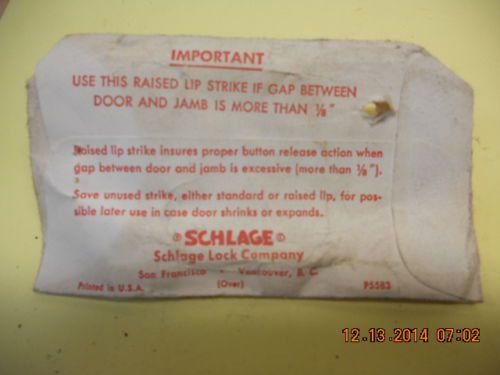 IMPORTANT
USE THIS RAISED LIP STRIKE IF GAP BETWEEN
DOOR AND JAMB IS MORE THAN ⅛"
Raised lip strike insures proper button release action when
gap between door and jamb is excessive (more than ⅛").
Save unused strike, either standard or raised lip, for pos-
sible later use in case door shrinks or expands.
® SCHLAGE ®
Schlage Lock Company
San Francisco - Vancouver, B. C.
Printed in U.S.A. (Over) P5583
12.13.2014 07:02